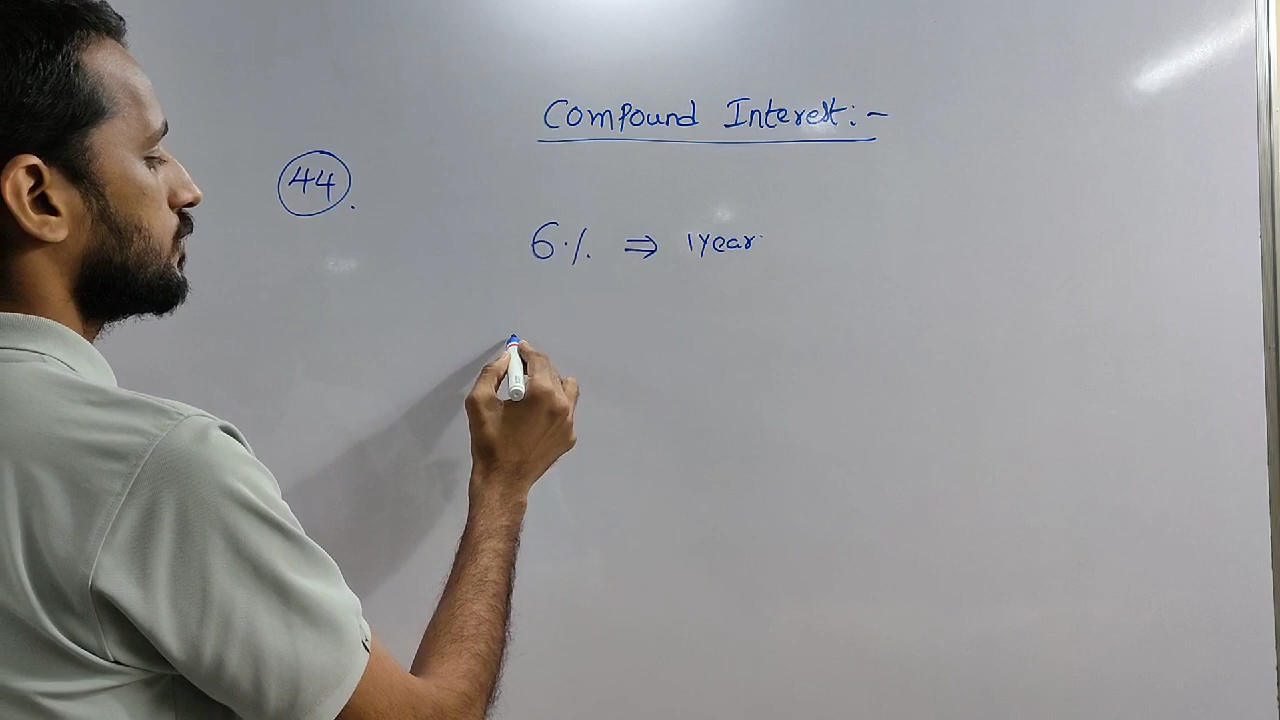 Compound Interest:-
44.
6% ⇒ 1year